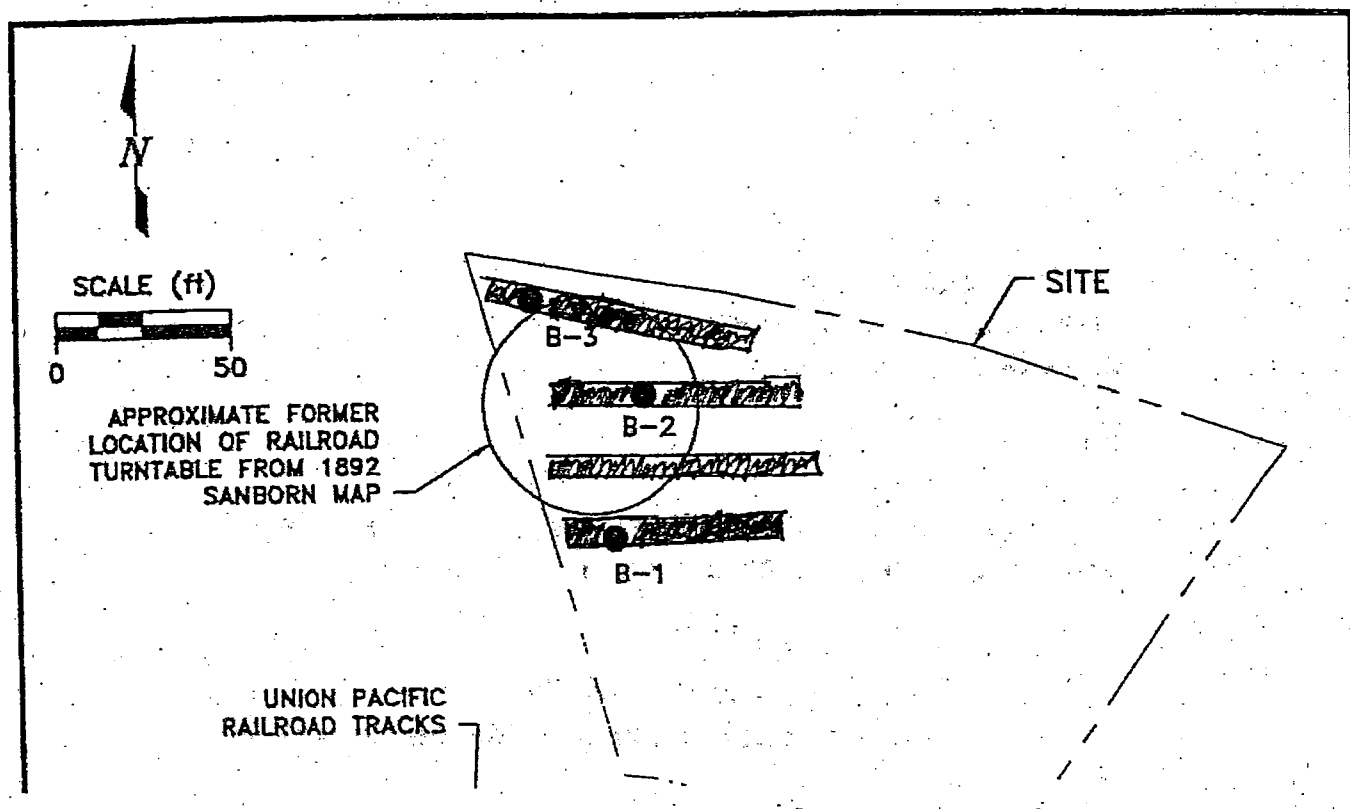 N
SCALE (ft)
0 50
SITE
B-3
APPROXIMATE FORMER
LOCATION OF RAILROAD
TURNTABLE FROM 1892
SANBORN MAP
B-2
B-1
UNION PACIFIC
RAILROAD TRACKS